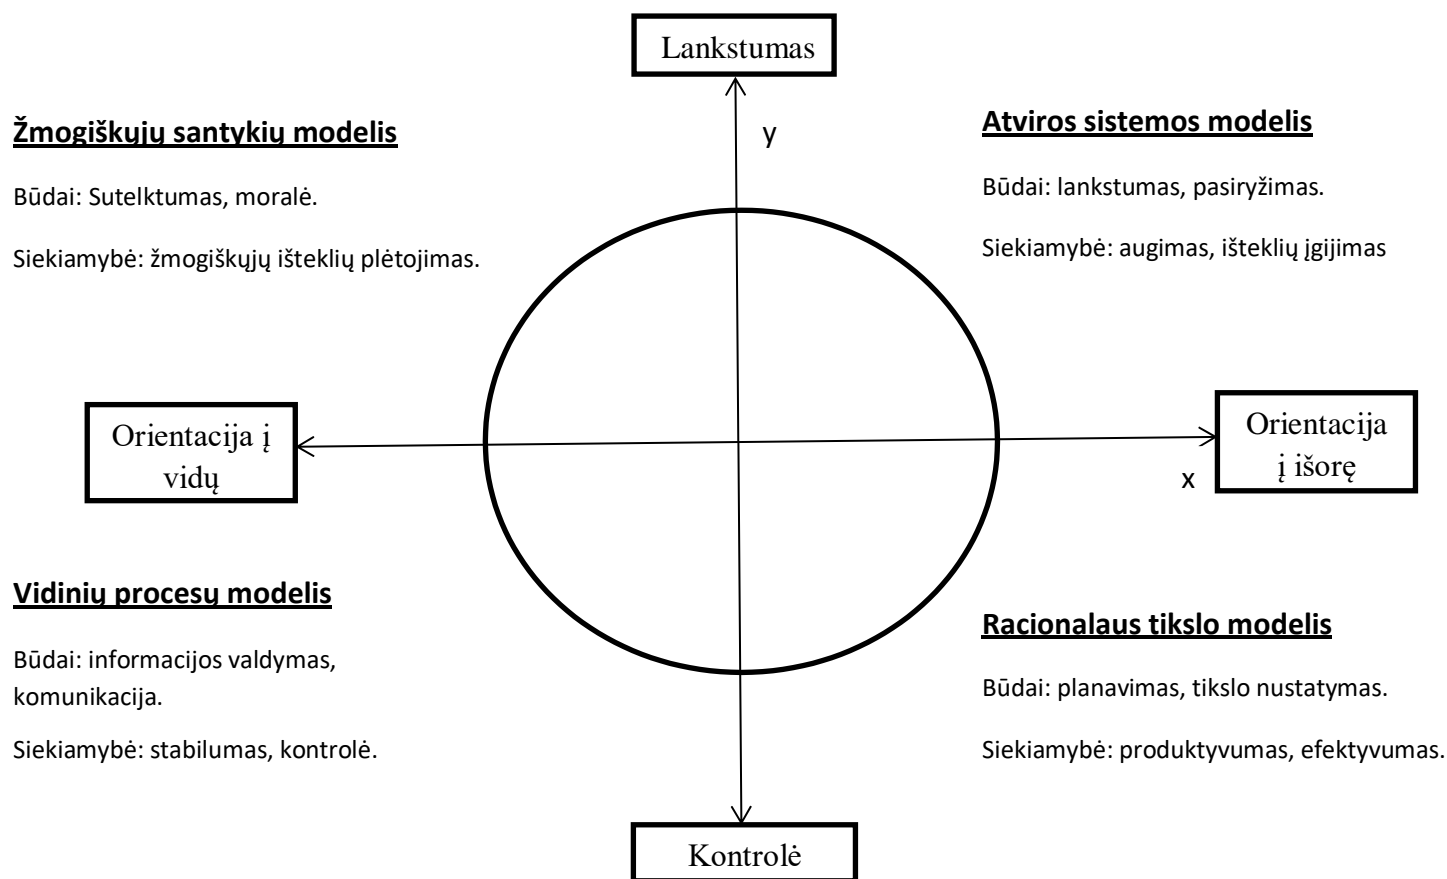 Lankstumas
y
Žmogiškųjų santykių modelis
Būdai: Sutelktumas, moralė.
Siekiamybė: žmogiškųjų išteklių plėtojimas.
Atviros sistemos modelis
Būdai: lankstumas, pasiryžimas.
Siekiamybė: augimas, išteklių įgijimas
Orientacija į
vidų
Orientacija
į išorę
x
Vidinių procesų modelis
Būdai: informacijos valdymas,
komunikacija.
Siekiamybė: stabilumas, kontrolė.
Racionalaus tikslo modelis
Būdai: planavimas, tikslo nustatymas.
Siekiamybė: produktyvumas, efektyvumas.
Kontrolė